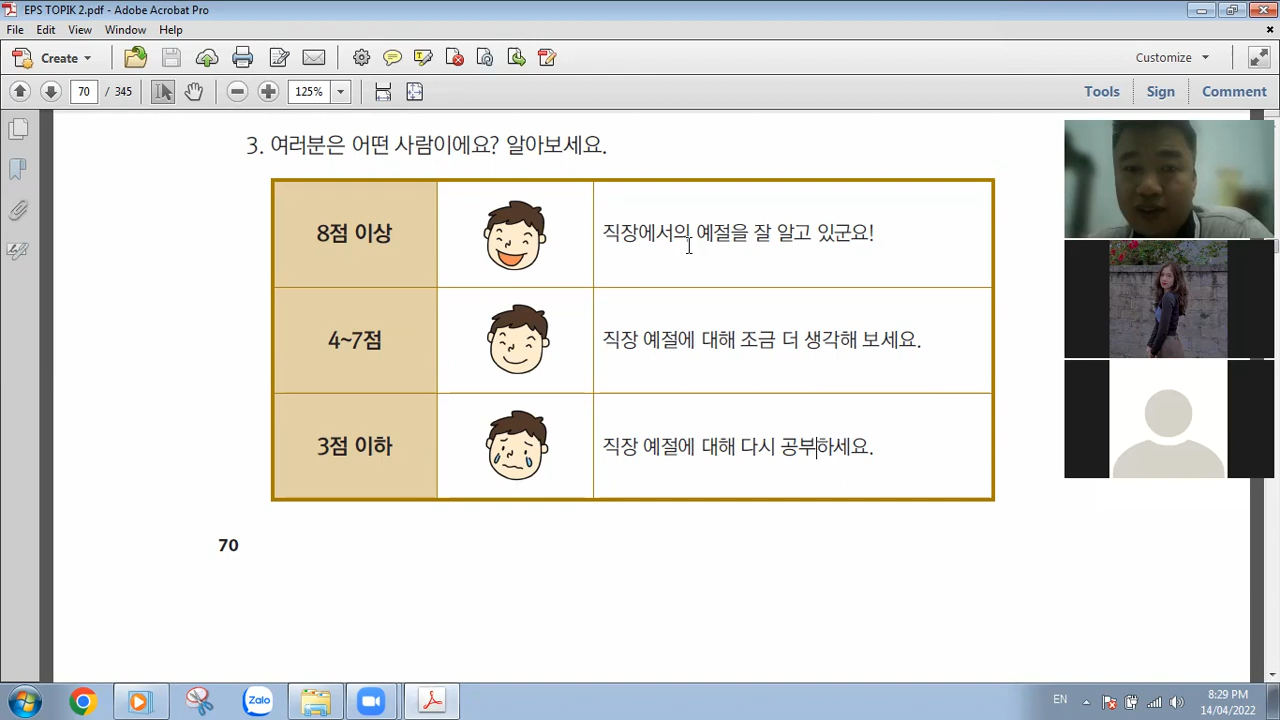 EPS TOPIK 2.pdf - Adobe Acrobat Pro
File Edit View Window Help
Create Customize
70 / 345 125% Tools Sign Comment
3. 여러분은 어떤 사람이에요? 알아보세요.
8점 이상 직장에서의 예절을 잘 알고 있군요!
4~7점 직장 예절에 대해 조금 더 생각해 보세요.
3점 이하 직장 예절에 대해 다시 공부하세요.
70
Zalo
EN 8:29 PM
14/04/2022